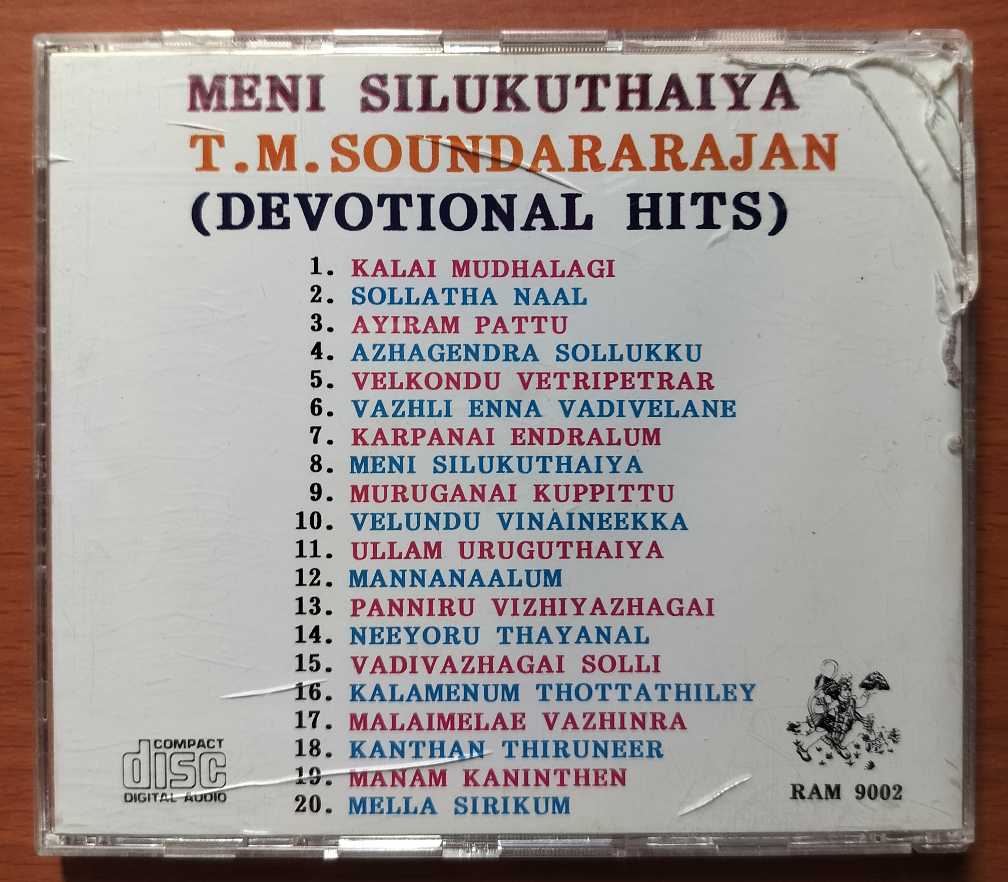 MENI SILUKUTHAIYA
T.M.SOUNDARARAJAN
(DEVOTIONAL HITS)
1. KALAI MUDHALAGI
2. SOLLATHA NAAL
3. AYIRAM PATTU
4. AZHAGENDRA SOLLUKKU
5. VELKONDU VETRIPETRAR
6. VAZHLI ENNA VADIVELANE
7. KARPANAI ENDRALUM
8. MENI SILUKUTHAIYA
9. MURUGANAI KUPPITTU
10. VELUNDU VINAINEEKKA
11. ULLAM URUGUTHAIYA
12. MANNANAALUM
13. PANNIRU VIZHIYAZHAGAI
14. NEEYORU THAYANAL
15. VADIVAZHAGAI SOLLI
16. KALAMENUM THOTTATHILEY
17. MALAIMELAE VAZHINRA
18. KANTHAN THIRUNEER
19. MANAM KANINTHEN
20. MELLA SIRIKUM
COMPACT
disc
DIGITAL AUDIO
RAM 9002